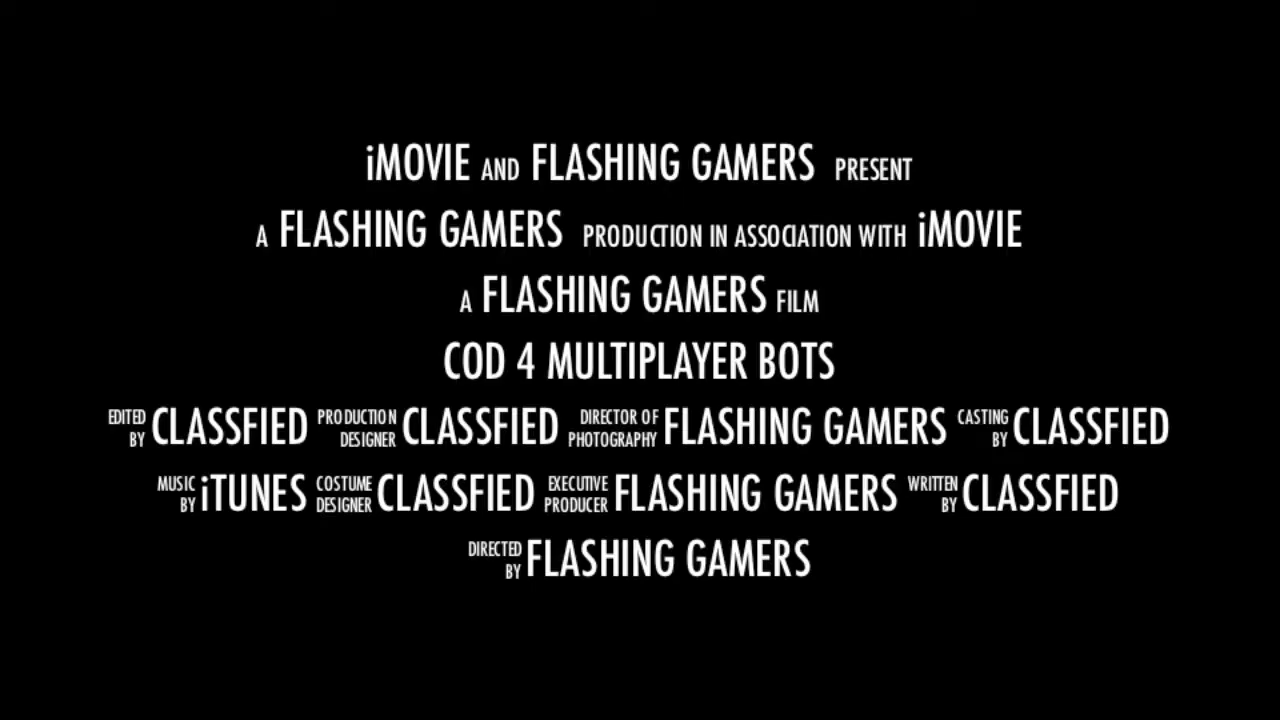 iMOVIE AND FLASHING GAMERS PRESENT
A FLASHING GAMERS PRODUCTION IN ASSOCIATION WITH iMOVIE
A FLASHING GAMERS FILM
COD 4 MULTIPLAYER BOTS
EDITED BY CLASSFIED PRODUCTION DESIGNER CLASSFIED DIRECTOR OF PHOTOGRAPHY FLASHING GAMERS CASTING BY CLASSFIED
MUSIC BY iTUNES COSTUME DESIGNER CLASSFIED EXECUTIVE PRODUCER FLASHING GAMERS WRITTEN BY CLASSFIED
DIRECTED BY FLASHING GAMERS